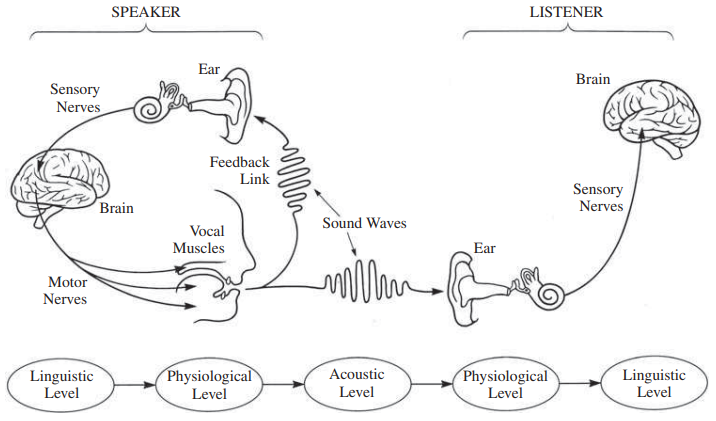 SPEAKER
LISTENER
Ear
Sensory
Nerves
Brain
Feedback
Link
Brain
Sensory
Nerves
Vocal
Muscles
Sound Waves
Ear
Motor
Nerves
Linguistic
Level
Physiological
Level
Acoustic
Level
Physiological
Level
Linguistic
Level